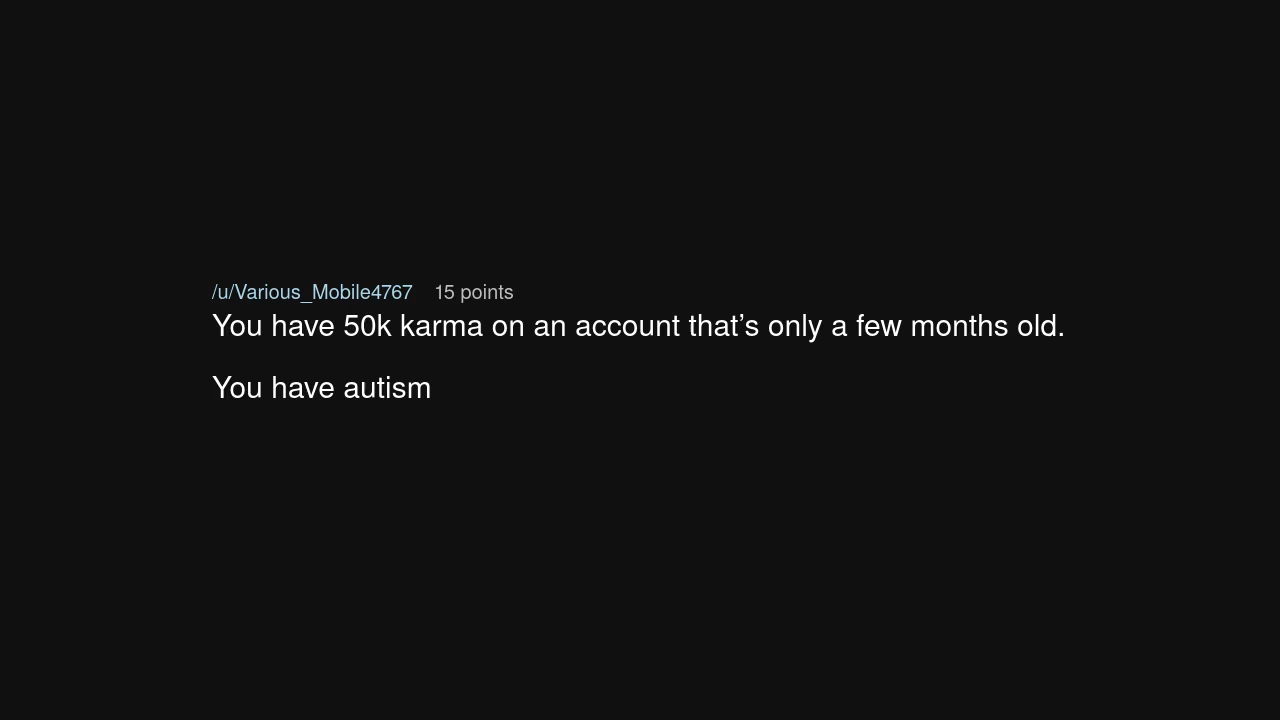 /u/Various_Mobile4767 15 points
You have 50k karma on an account that’s only a few months old.
You have autism